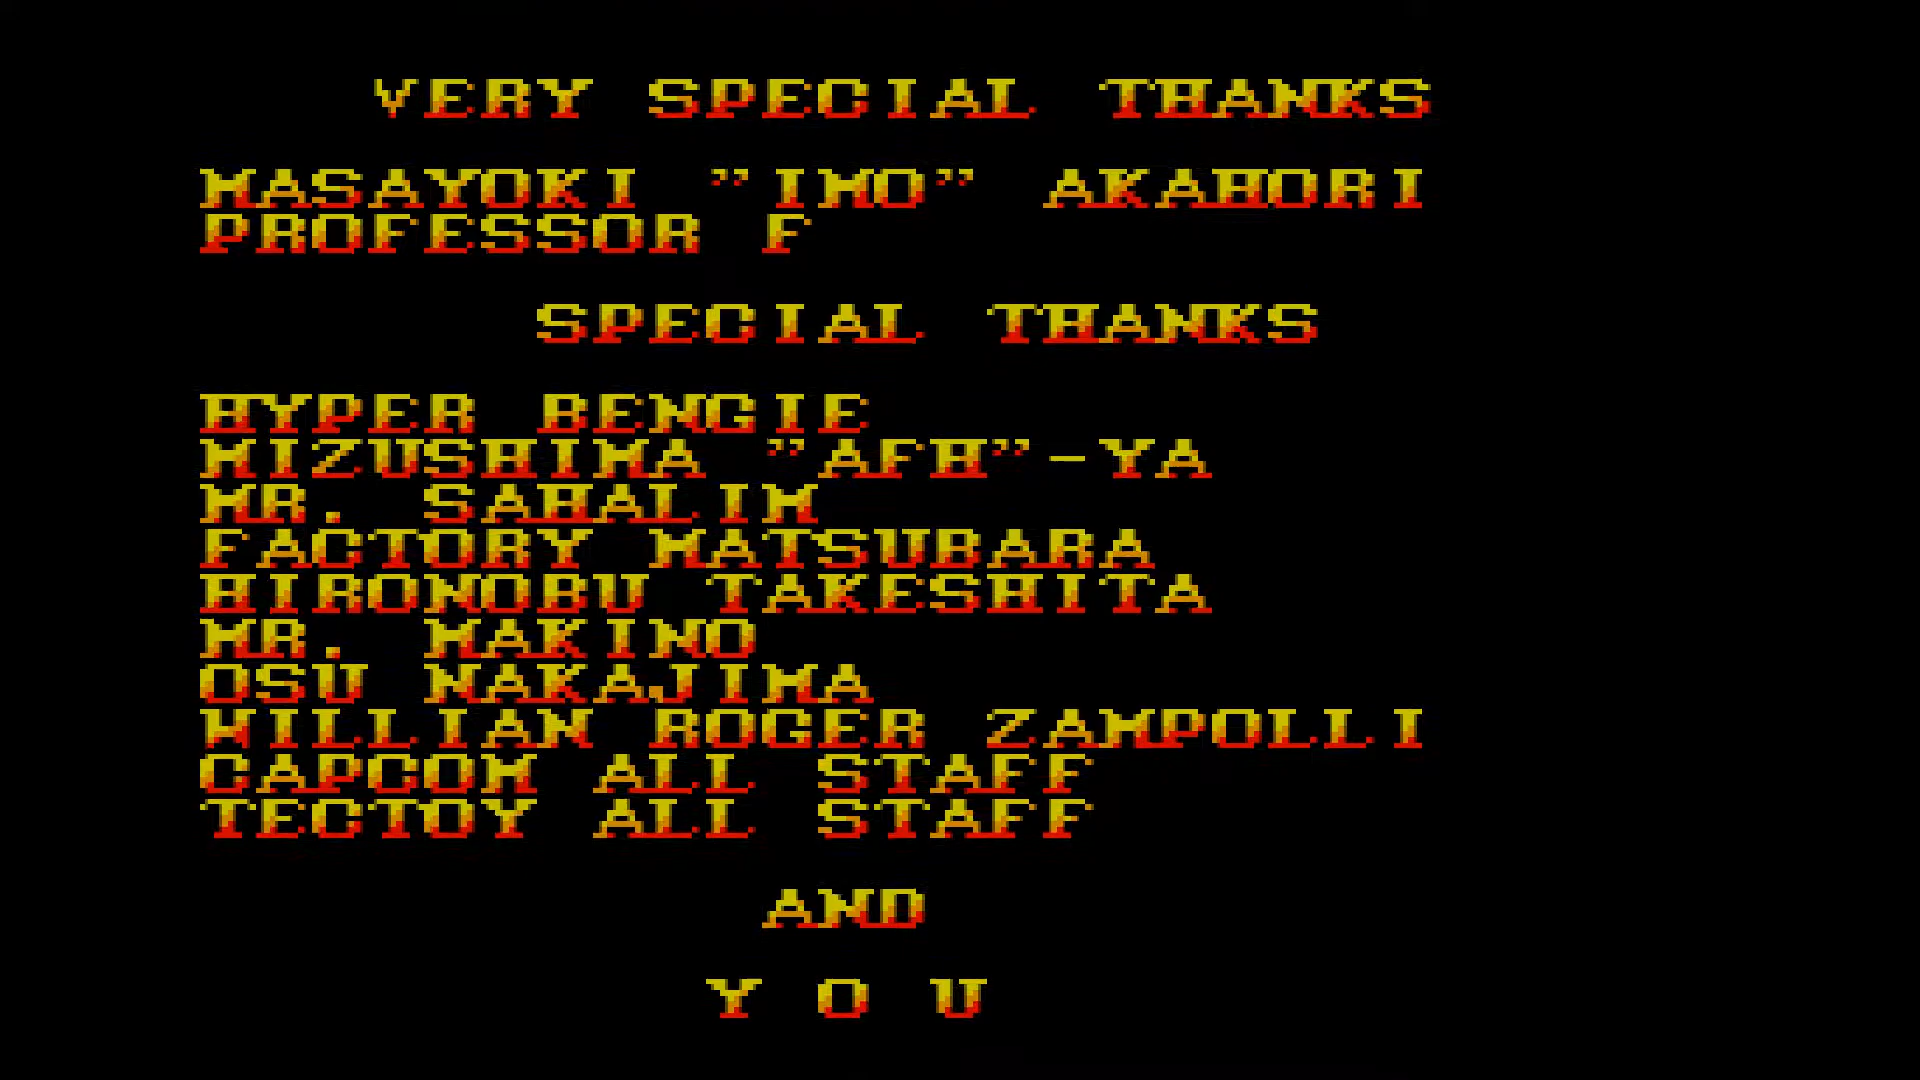 VERY SPECIAL THANKS
MASAYOKI "IMO" AKAHORI
PROFESSOR F
SPECIAL THANKS
HYPER BENGIE
MIZUSHIMA "AFH"-YA
MR. SAHALIM
FACTORY MATSUBARA
HIRONOBU TAKESHITA
MR. MAKINO
OSU NAKAJIMA
WILLIAN ROGER ZAMPOLLI
CAPCOM ALL STAFF
TECTOY ALL STAFF
AND
Y O U